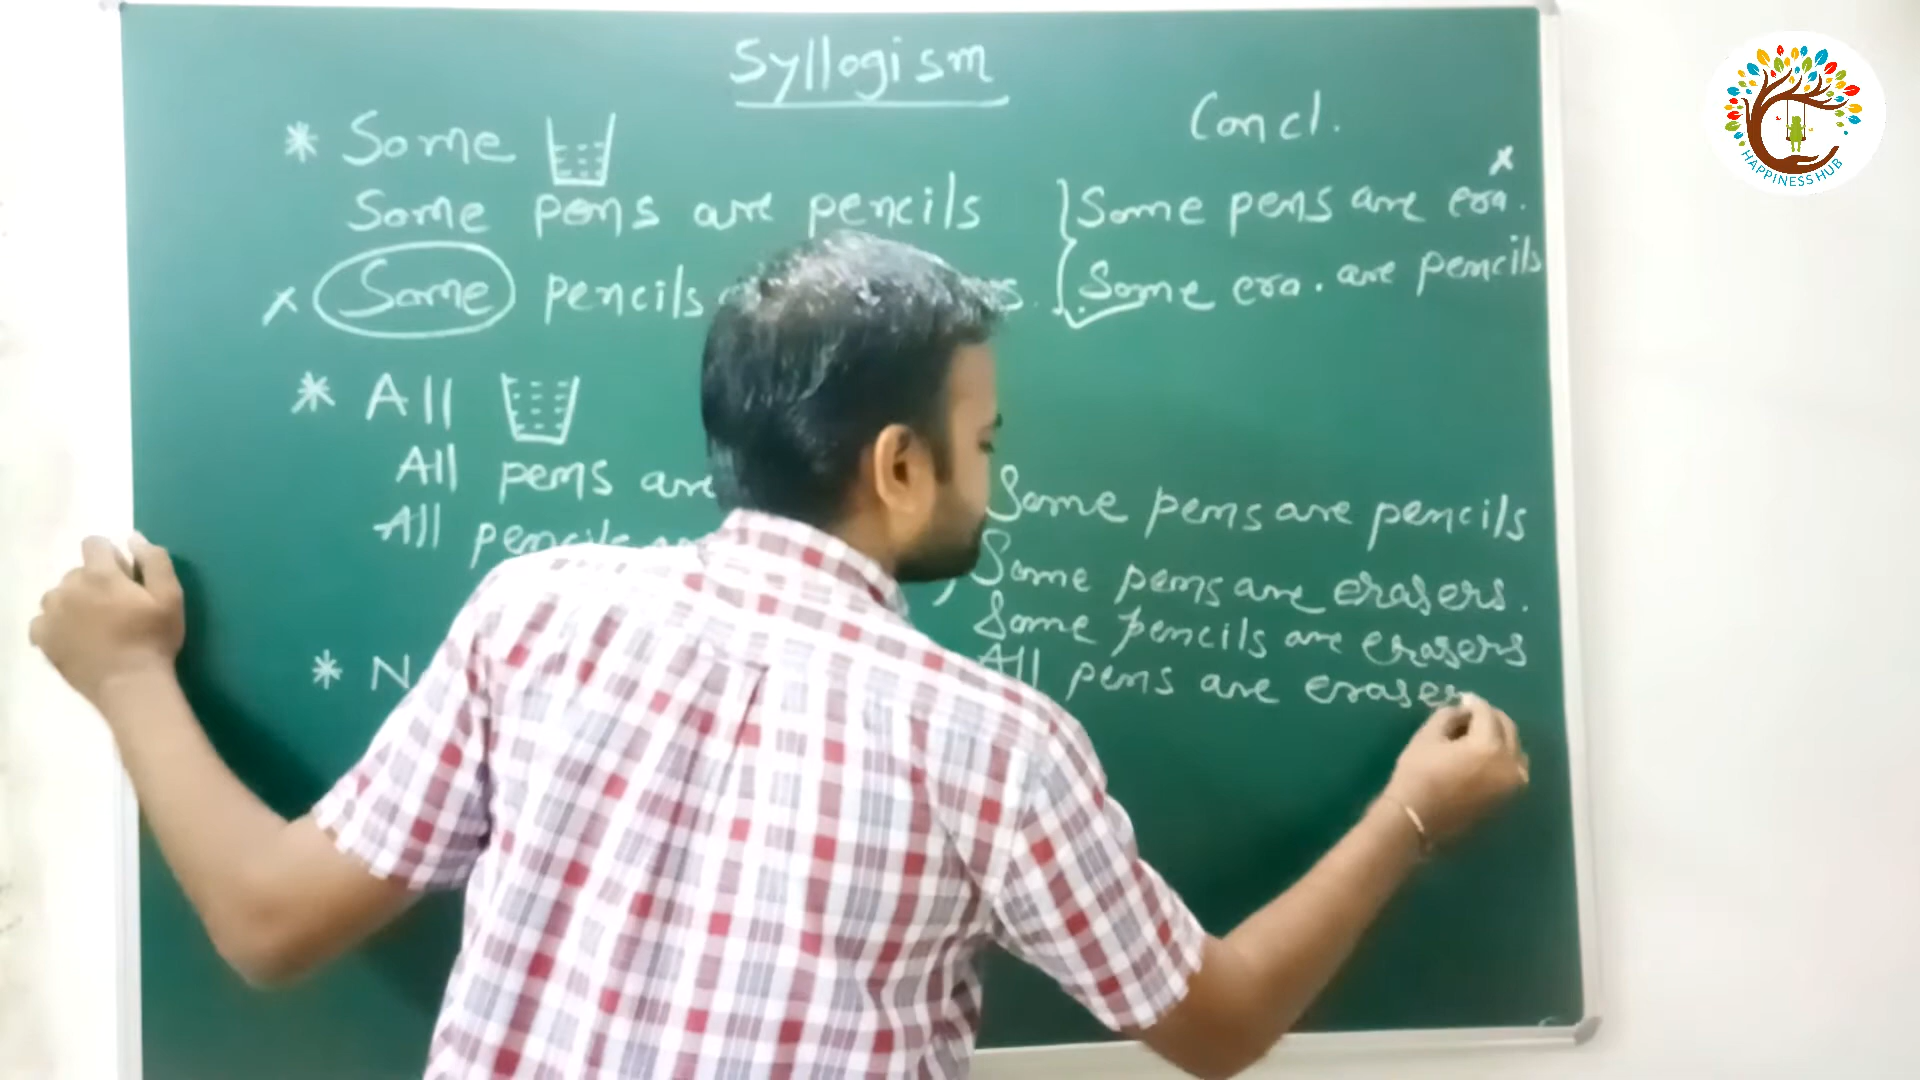 Syllogism
* Some
Some pens are pencils
x Some pencils
* All
All pens are
All pencils
*
Concl.
x
Some pens are era.
Some era. are pencils
Some pens are pencils
Some pens are erasers.
Some pencils are erasers
All pens are eraser
HAPPINESS HUB